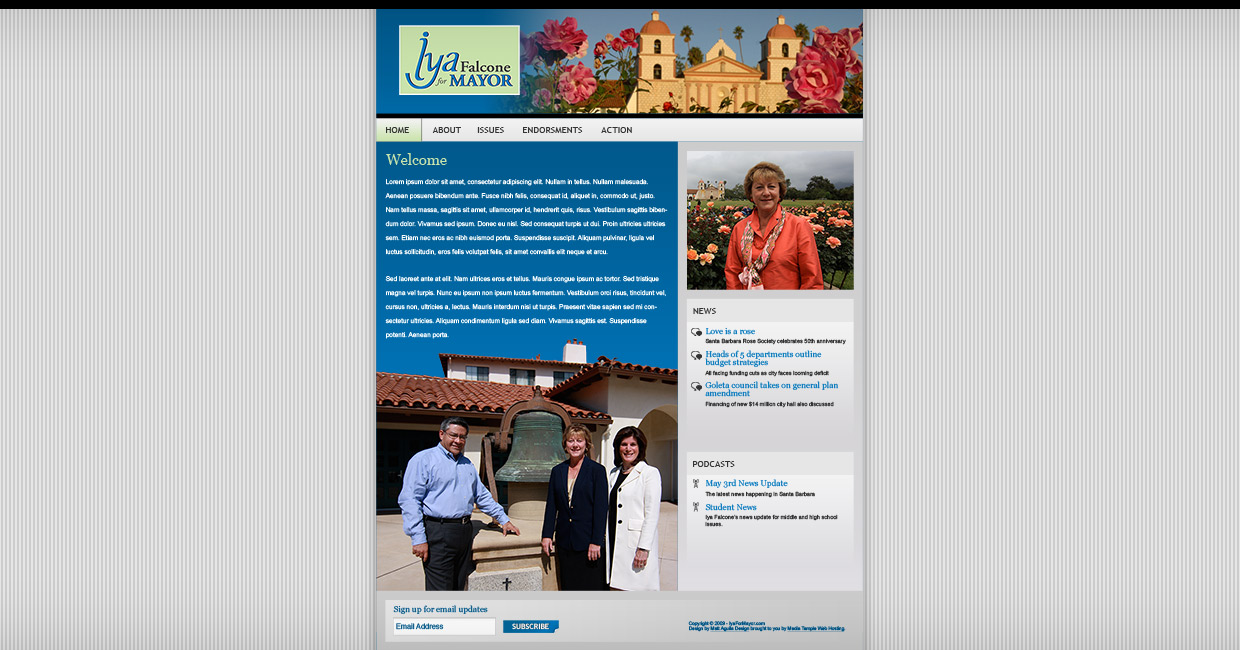 Iya Falcone
for MAYOR
HOME ABOUT ISSUES ENDORSMENTS ACTION
Welcome
Lorem ipsum dolor sit amet, consectetur adipiscing elit. Nullam in tellus. Nullam malesuada.
Aenean posuere bibendum ante. Fusce nibh felis, consequat id, aliquet in, commodo ut, justo.
Nam tellus massa, sagittis sit amet, ullamcorper id, hendrerit quis, risus. Vestibulum sagittis biben-
dum dolor. Vivamus sed ipsum. Donec eu nisl. Sed consequat turpis ut dui. Proin ultricies ultricies
sem. Etiam nec eros ac nibh euismod porta. Suspendisse suscipit. Aliquam pulvinar, ligula vel
luctus sollicitudin, eros felis volutpat felis, sit amet convallis elit neque et arcu.
Sed laoreet ante at elit. Nam ultrices eros et tellus. Mauris congue ipsum ac tortor. Sed tristique
magna vel turpis. Nunc eu ipsum non ipsum luctus fermentum. Vestibulum orci risus, tincidunt vel,
cursus non, ultricies a, lectus. Mauris interdum nisi ut turpis. Praesent vitae sapien sed mi con-
sectetur ultricies. Aliquam condimentum ligula sed diam. Vivamus sagittis est. Suspendisse
potenti. Aenean porta.
NEWS
Love is a rose
Santa Barbara Rose Society celebrates 50th anniversary
Heads of 5 departments outline
budget strategies
All facing funding cuts as city faces looming deficit
Goleta council takes on general plan
amendment
Financing of new $14 million city hall also discussed
PODCASTS
May 3rd News Update
The latest news happening in Santa Barbara
Student News
Iya Falcone's news update for middle and high school
issues.
Sign up for email updates
Email Address SUBSCRIBE
Copyright © 2009 - IyaForMayor.com
Design by Matt Aguila Design brought to you by Media Temple Web Hosting.